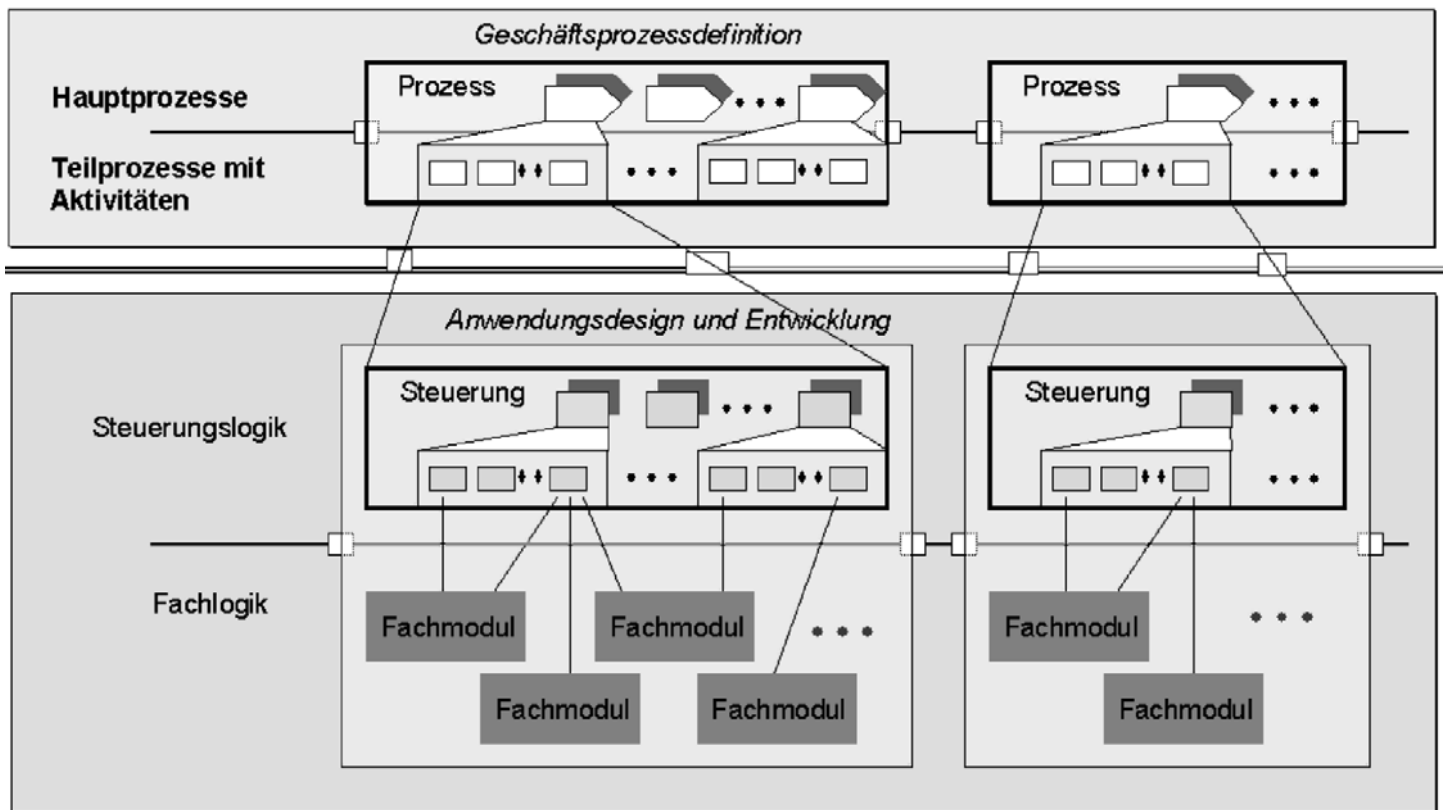 Geschäftsprozessdefinition
Hauptprozesse
Prozess
Prozess
Teilprozesse mit
Aktivitäten
Anwendungsdesign und Entwicklung
Steuerungslogik
Steuerung
Steuerung
Fachlogik
Fachmodul
Fachmodul
Fachmodul
Fachmodul
Fachmodul
Fachmodul